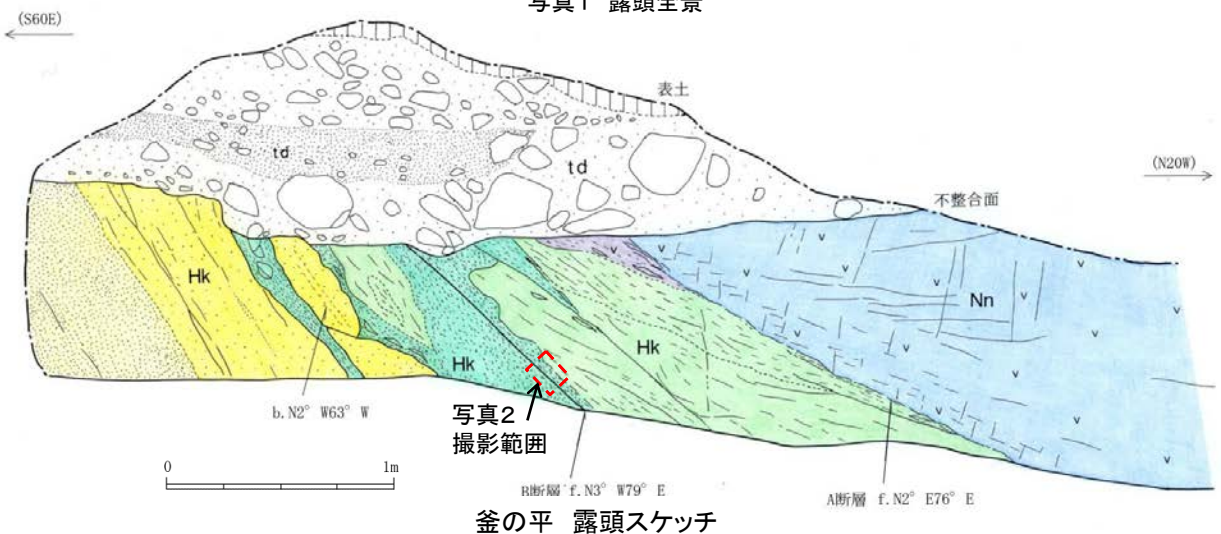 写真1 露頭全景
(S60E)
表土
td
td
(N20W)
不整合面
Hk
Nn
Hk
Hk
b. N2° W63° W
写真2
撮影範囲
0 1m
B断層 f. N3° W79° E
A断層 f. N2° E76° E
釜の平 露頭スケッチ